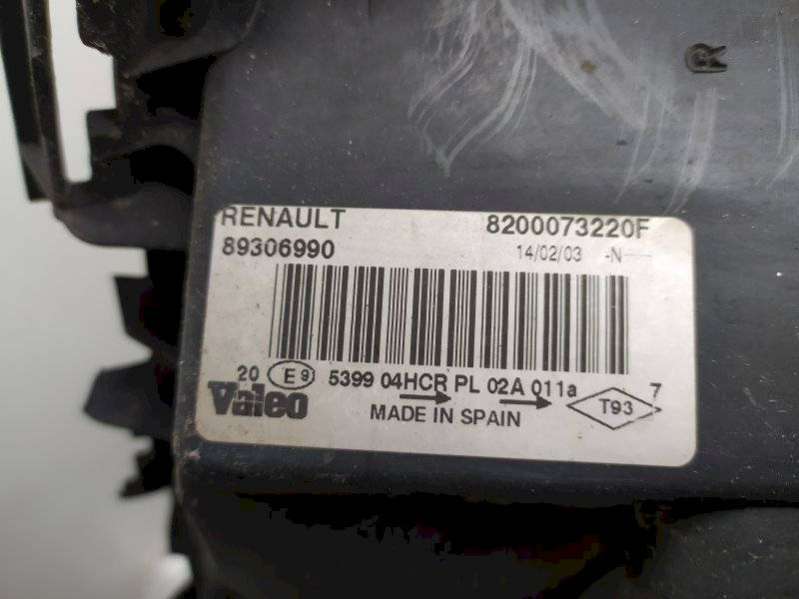 RENAULT 8200073220F
89306990 14/02/03 -N
20 E9 5399 04HCR PL 02A 011a 7
Valeo MADE IN SPAIN T93